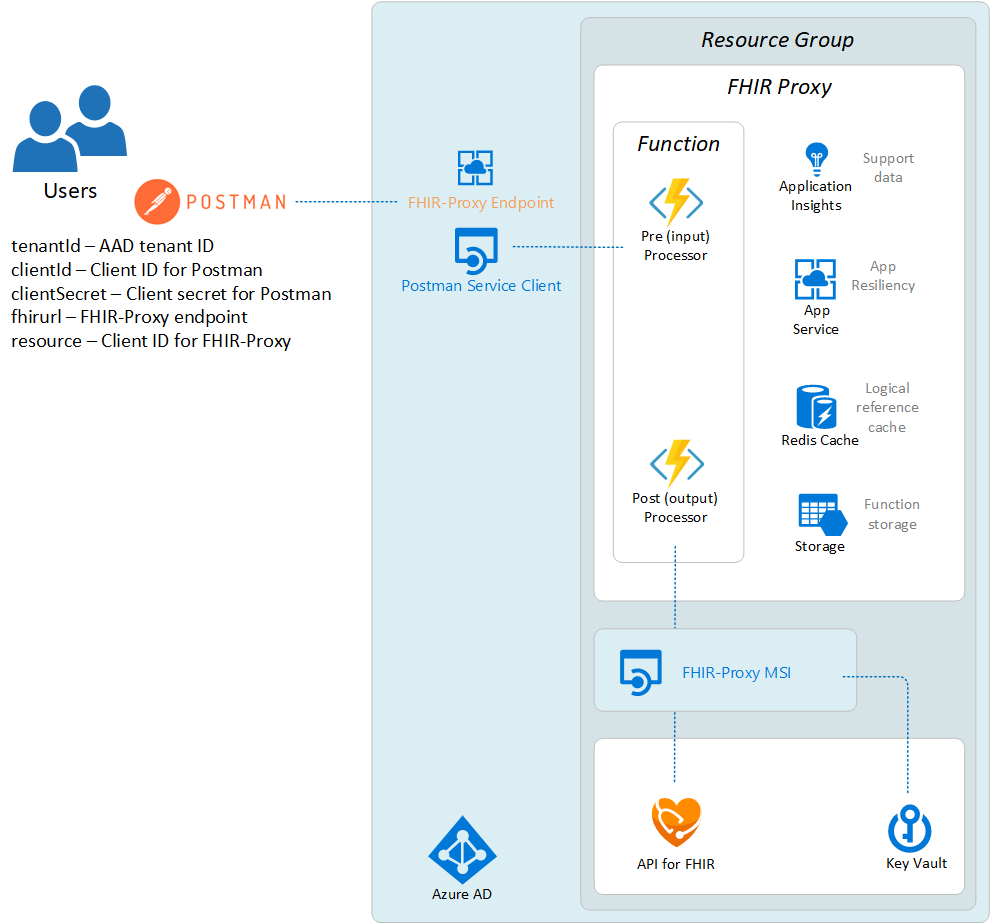 Resource Group
FHIR Proxy
Function
Users
POSTMAN
tenantId – AAD tenant ID
clientId – Client ID for Postman
clientSecret – Client secret for Postman
fhirurl – FHIR-Proxy endpoint
resource – Client ID for FHIR-Proxy
FHIR-Proxy Endpoint
Postman Service Client
Pre (input)
Processor
Post (output)
Processor
Application
Insights
Support
data
App
Service
App
Resiliency
Redis Cache
Logical
reference
cache
Storage
Function
storage
FHIR-Proxy MSI
API for FHIR
Key Vault
Azure AD